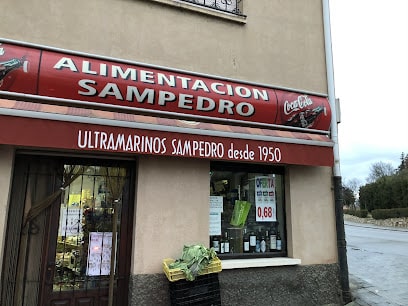 ALIMENTACION
SAMPEDRO
Coca-Cola
ULTRAMARINOS SAMPEDRO desde 1950
OFERTA
0,68